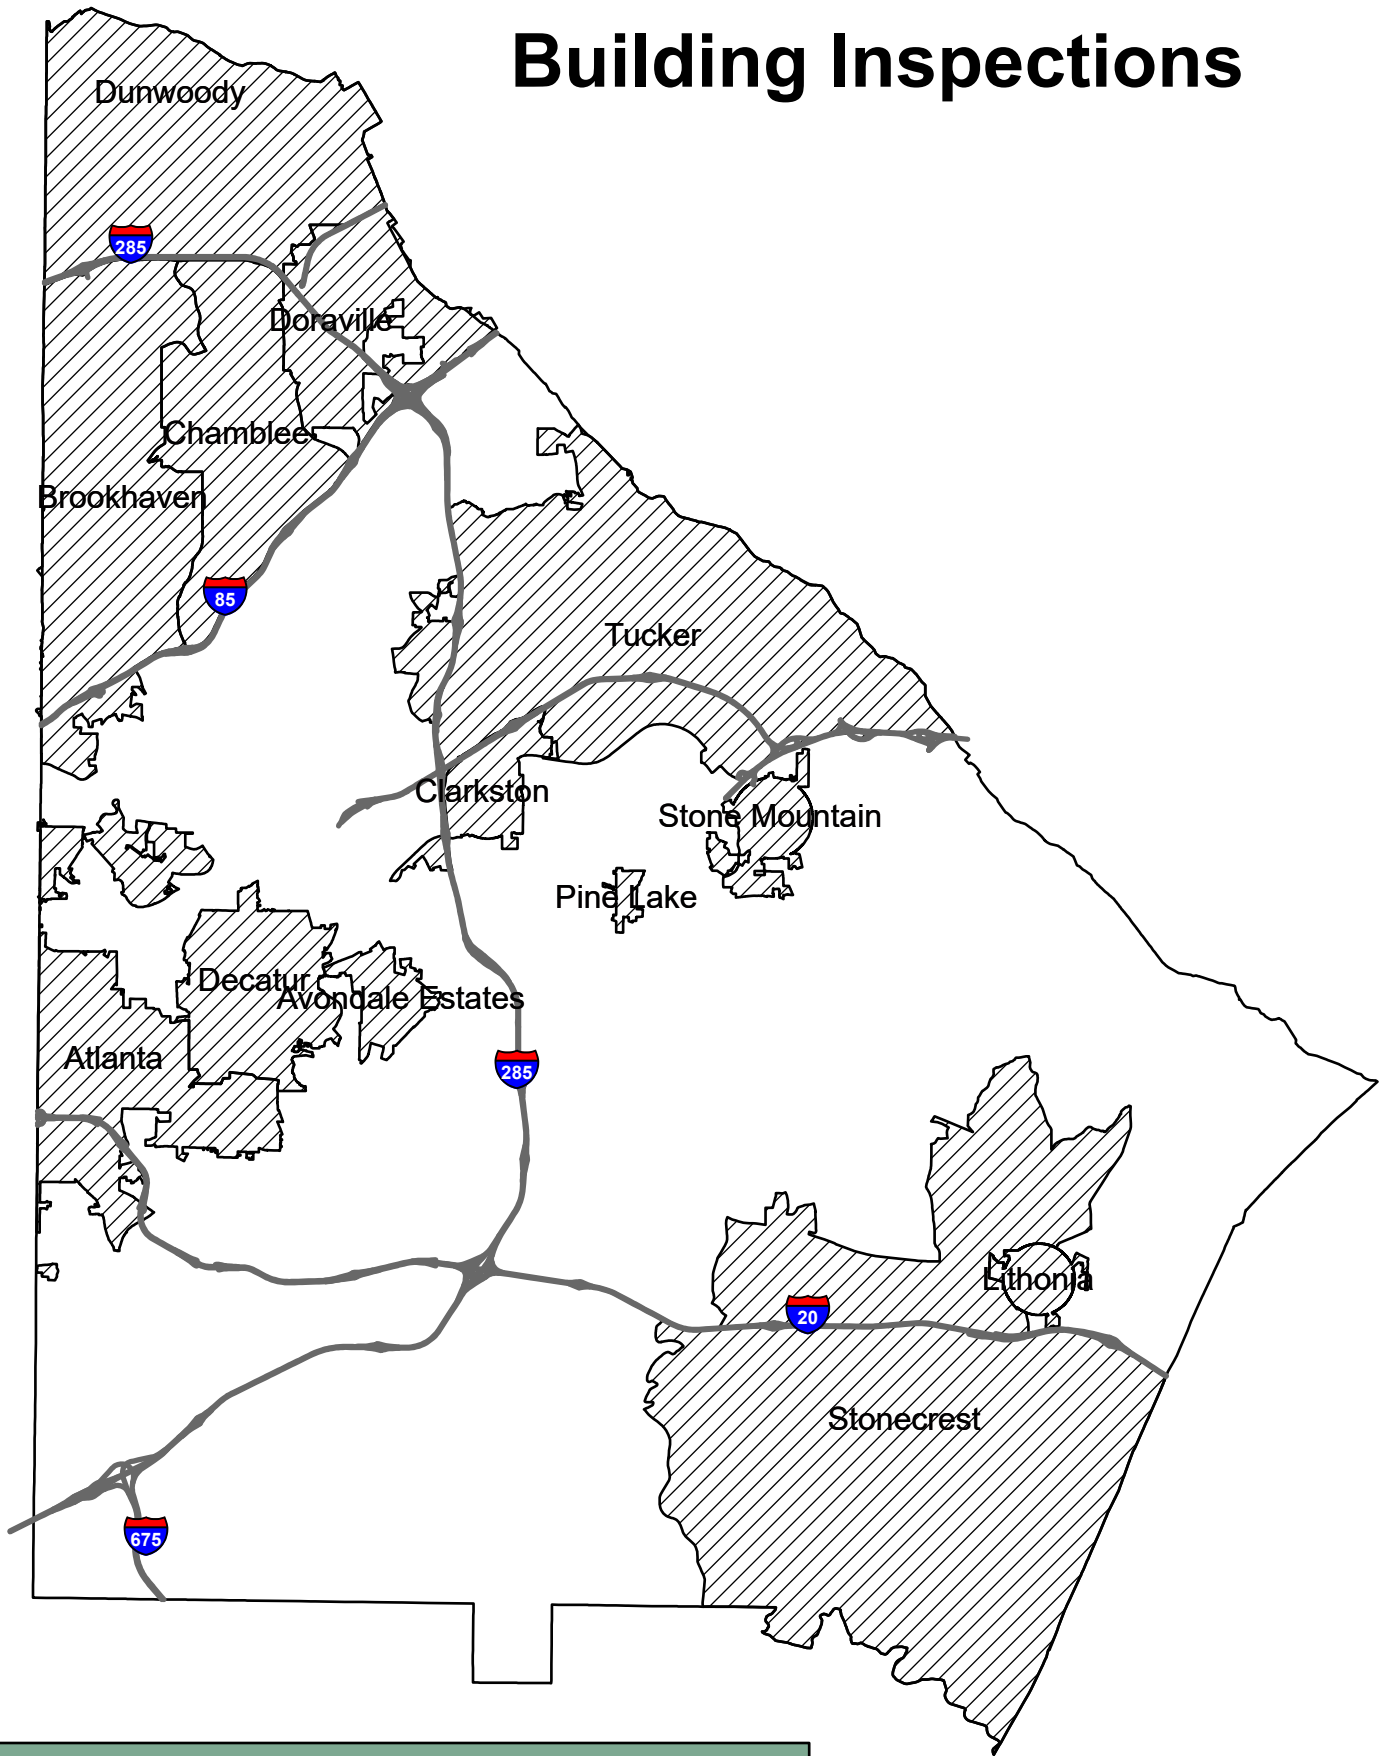 Building Inspections
Dunwoody
285
Doraville
Chamblee
Brookhaven
85
Tucker
Clarkston
Stone Mountain
Pine Lake
Decatur
Avondale Estates
Atlanta
285
Lithonia
20
Stonecrest
675